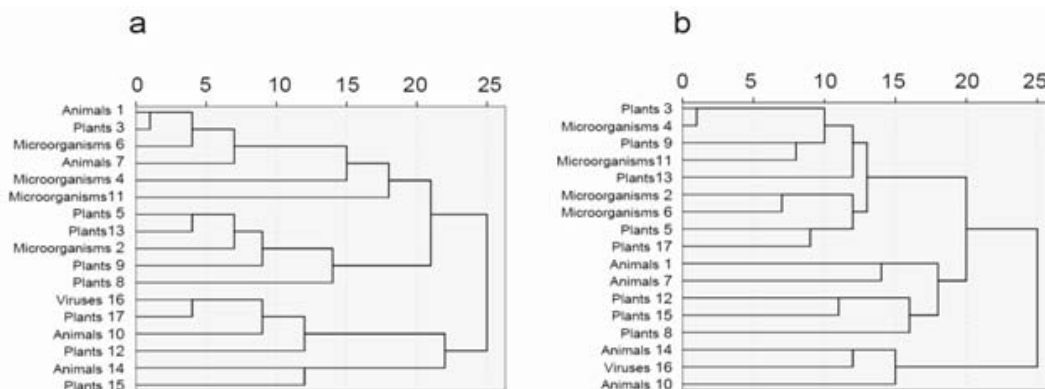 a
0 5 10 15 20 25
Animals 1
Plants 3
Microorganisms 6
Animals 7
Microorganisms 4
Microorganisms11
Plants 5
Plants13
Microorganisms 2
Plants 9
Plants 8
Viruses 16
Plants 17
Animals 10
Plants 12
Animals 14
Plants 15
b
0 5 10 15 20 25
Plants 3
Microorganisms 4
Plants 9
Microorganisms11
Plants13
Microorganisms 2
Microorganisms 6
Plants 5
Plants 17
Animals 1
Animals 7
Plants 12
Plants 15
Plants 8
Animals 14
Viruses 16
Animals 10